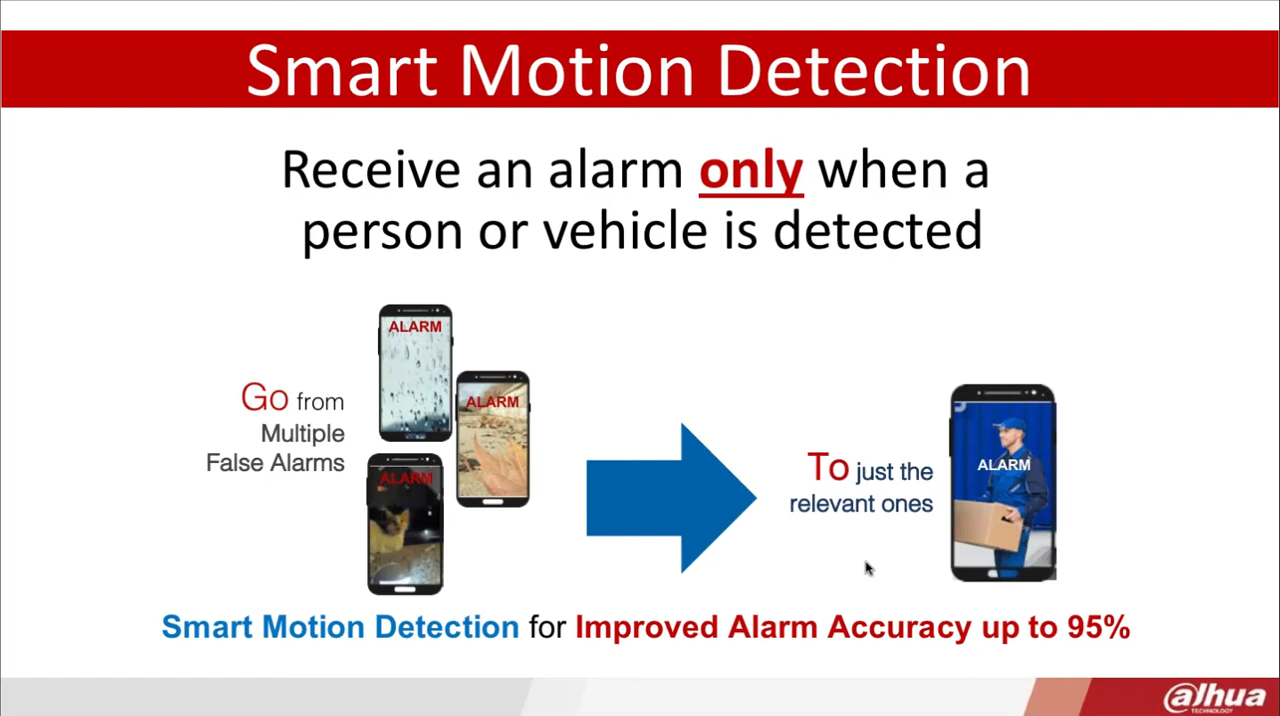 Smart Motion Detection
Receive an alarm only when a
person or vehicle is detected
ALARM
ALARM
ALARM
Go from
Multiple
False Alarms
To just the
relevant ones
ALARM
Smart Motion Detection for Improved Alarm Accuracy up to 95%
alhua
TECHNOLOGY